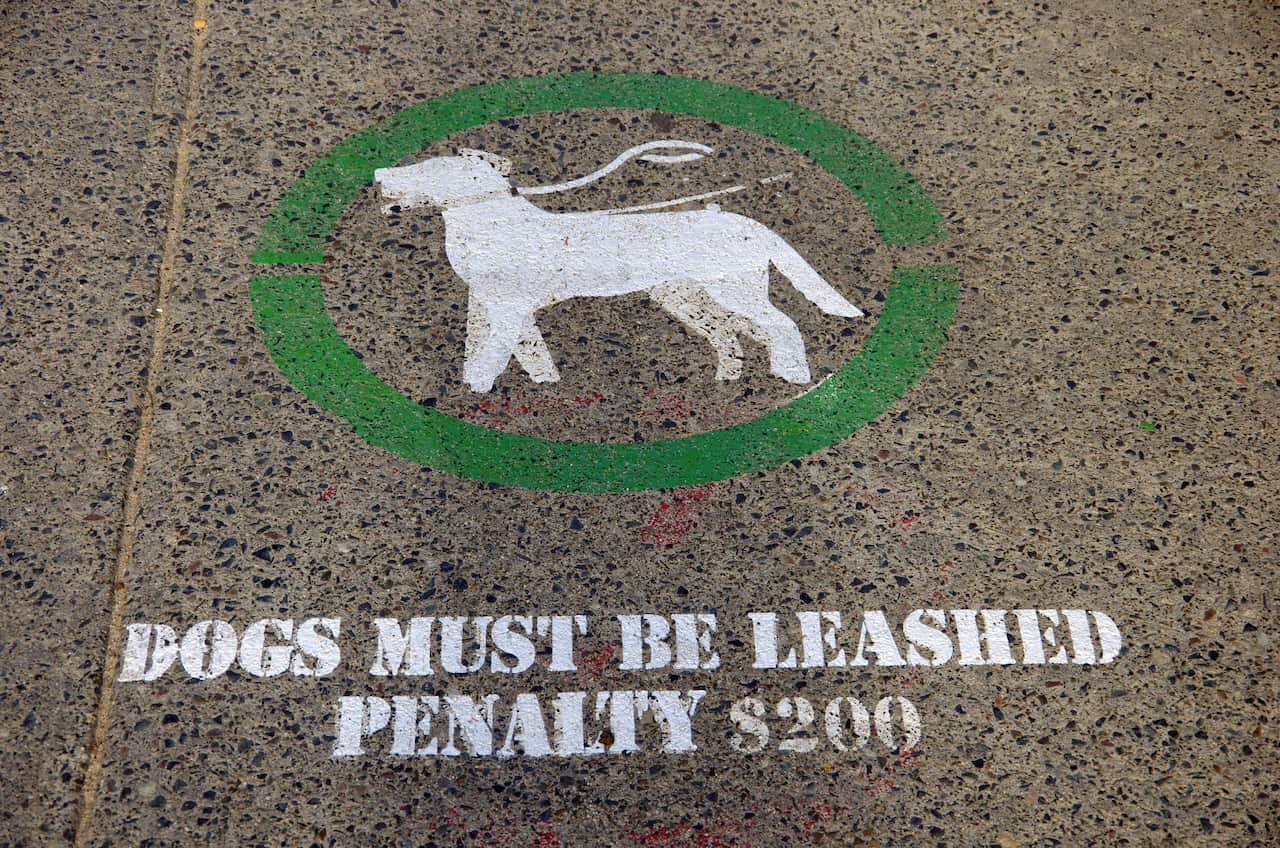 DOGS MUST BE LEASHED
PENALTY $200